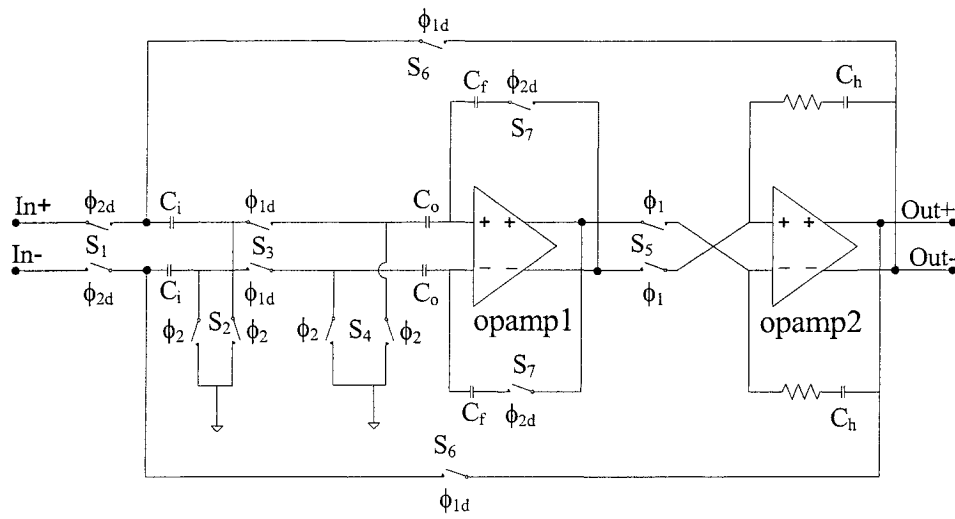 ϕ1d
S6
Cf ϕ2d
S7
Ch
In+ ϕ2d Ci ϕ1d Co + + ϕ1 + + Out+
In- S1 S3 S5 Out-
ϕ2d Ci ϕ1d Co − − ϕ1 − −
ϕ2 S2 ϕ2 ϕ2 S4 ϕ2 opamp1 opamp2
S7
Cf ϕ2d
Ch
S6
ϕ1d